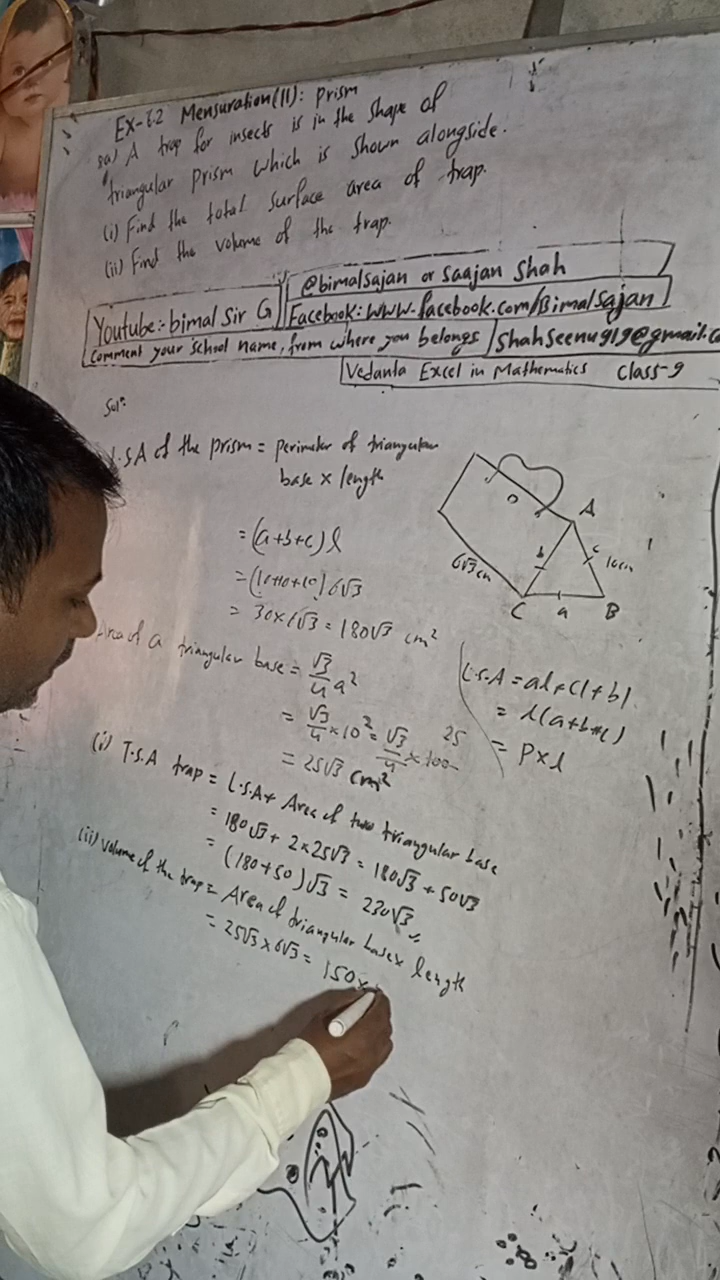 Ex-6.2 Mensuration(II): Prism
8a) A trap for insects is in the shape of
triangular prism which is shown alongside.
(i) Find the total surface area of trap.
(ii) Find the volume of the trap.
@bimalsajan or Saajan Shah
Youtube:- bimal Sir G
Facebook: www.facebook.com/Bimalsajan
Comment your school name, from where you belongs
Shahseenu919@gmail.c
Vedanta Excel in Mathematics Class-9
Solⁿ:
L.S.A of the prism = perimeter of triangular
base × length
= (a+b+c) l
= (10+10+10) 6√3
= 30×6√3 = 180√3 cm²
A
b
c
10cm
6√3cm
C
a
B
Area of a triangular base = √3/4 a²
= √3/4 × 10² = √3/4 × 100 25
= 25√3 cm²
L.S.A = al + cl + bl
= l(a+b+c)
= P×l
(i) T.S.A trap = L.S.A + Area of two triangular base
= 180√3 + 2×25√3 = 180√3 + 50√3
= (180+50)√3 = 230√3
(ii) Volume of the trap = Area of triangular base × length
= 25√3 × 6√3 = 150×